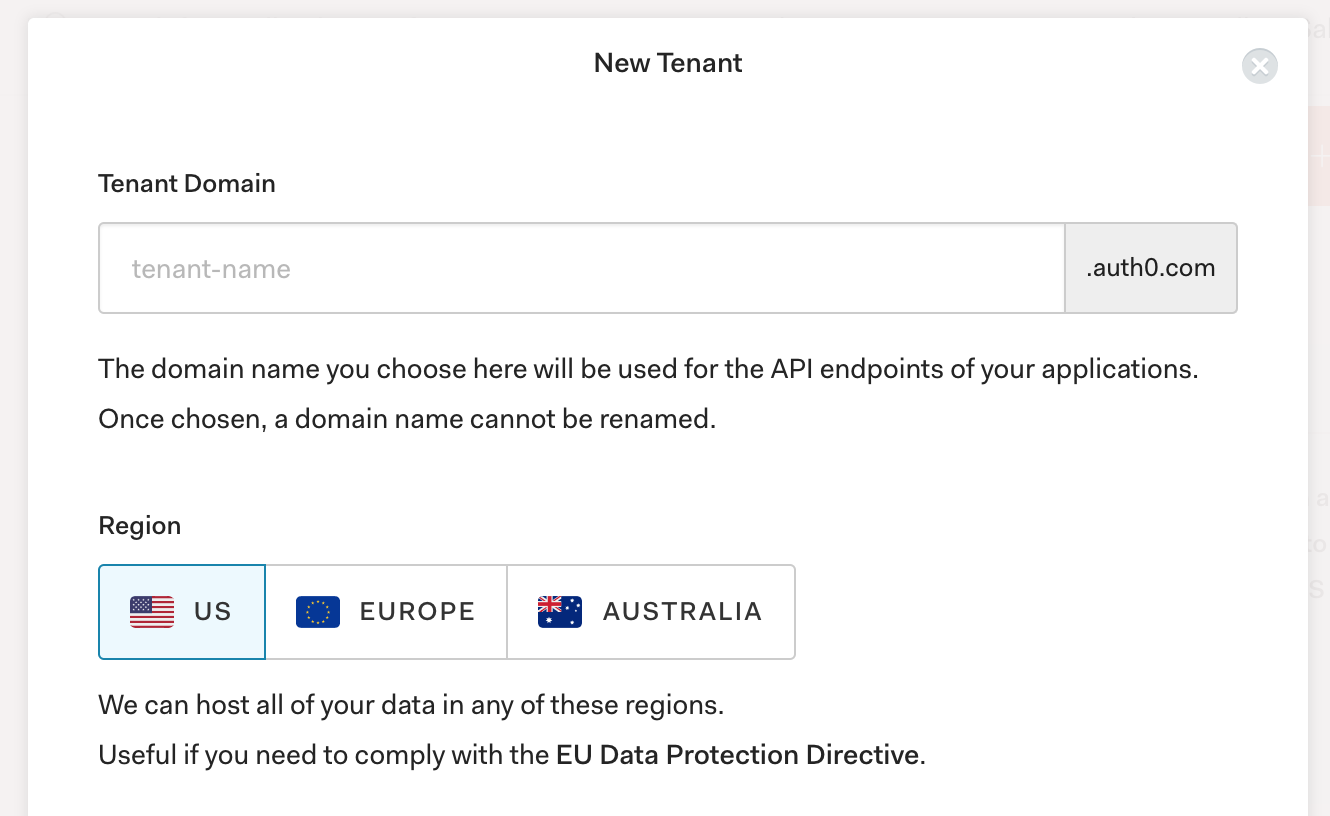 New Tenant
Tenant Domain
tenant-name
.auth0.com
The domain name you choose here will be used for the API endpoints of your applications.
Once chosen, a domain name cannot be renamed.
Region
US
EUROPE
AUSTRALIA
We can host all of your data in any of these regions.
Useful if you need to comply with the EU Data Protection Directive.